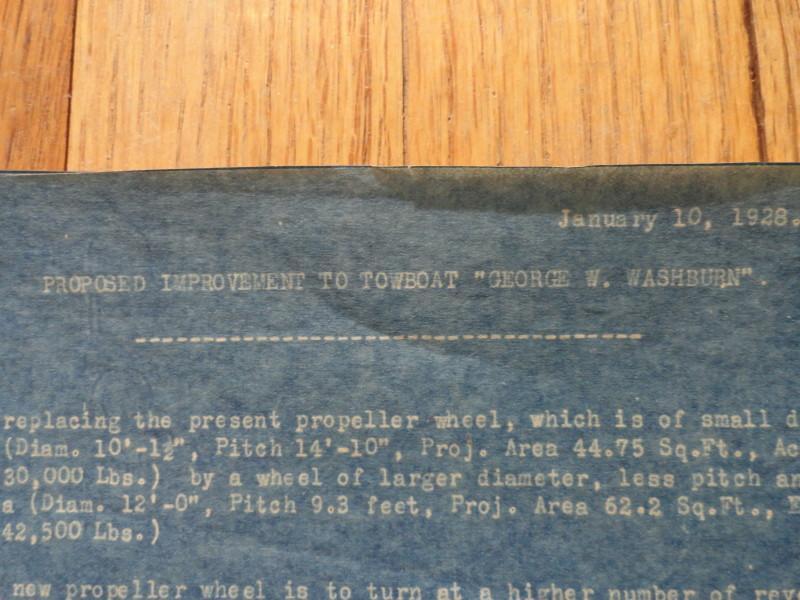 January 10, 1928.
PROPOSED IMPROVEMENT TO TOWBOAT "GEORGE W. WASHBURN".
-------------------------------------
replacing the present propeller wheel, which is of small d
(Diam. 10'-1½", Pitch 14'-10", Proj. Area 44.75 Sq.Ft., Ac
30,000 Lbs.) by a wheel of larger diameter, less pitch an
a (Diam. 12'-0", Pitch 9.3 feet, Proj. Area 62.2 Sq.Ft., E
42,500 Lbs.)
new propeller wheel is to turn at a higher number of revo